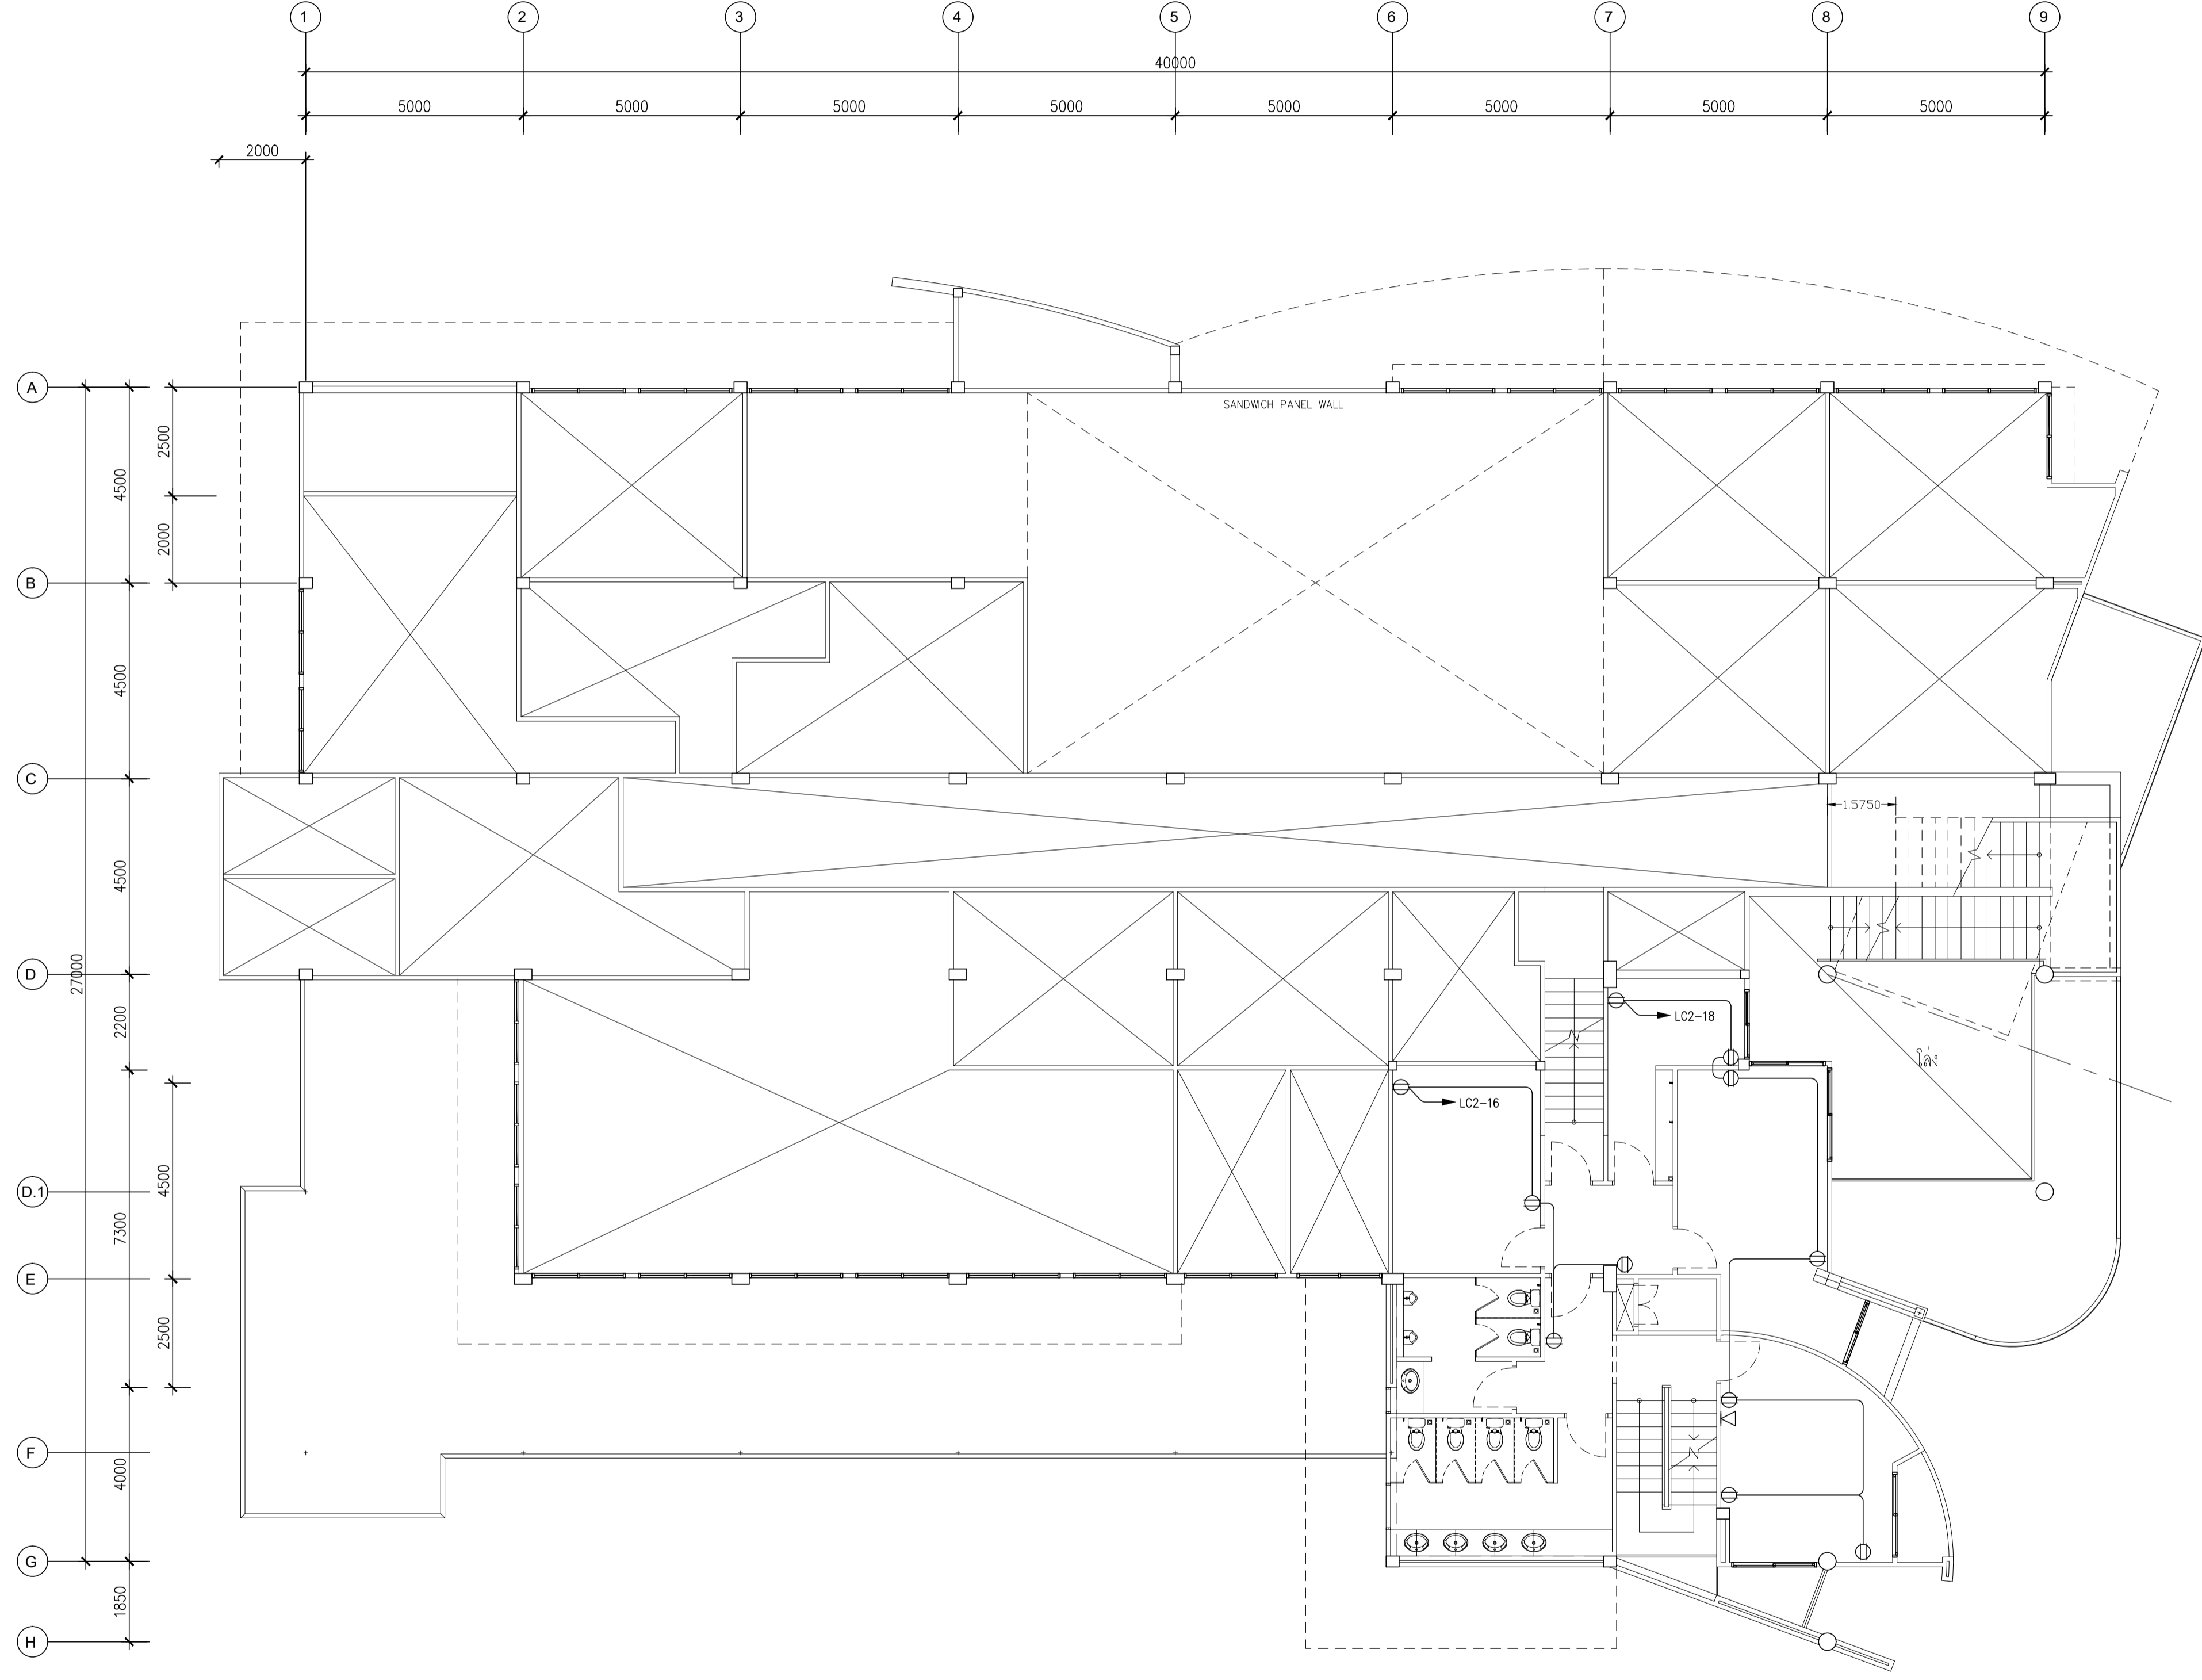 1 2 3 4 5 6 7 8 9
40000
5000 5000 5000 5000 5000 5000 5000 5000
2000
A
SANDWICH PANEL WALL
2500
4500
2000
B
4500
C
1.5750
4500
D
27000
2200
LC2-18
โล่ง
LC2-16
D.1
4500
7300
E
2500
F
4000
G
1850
H